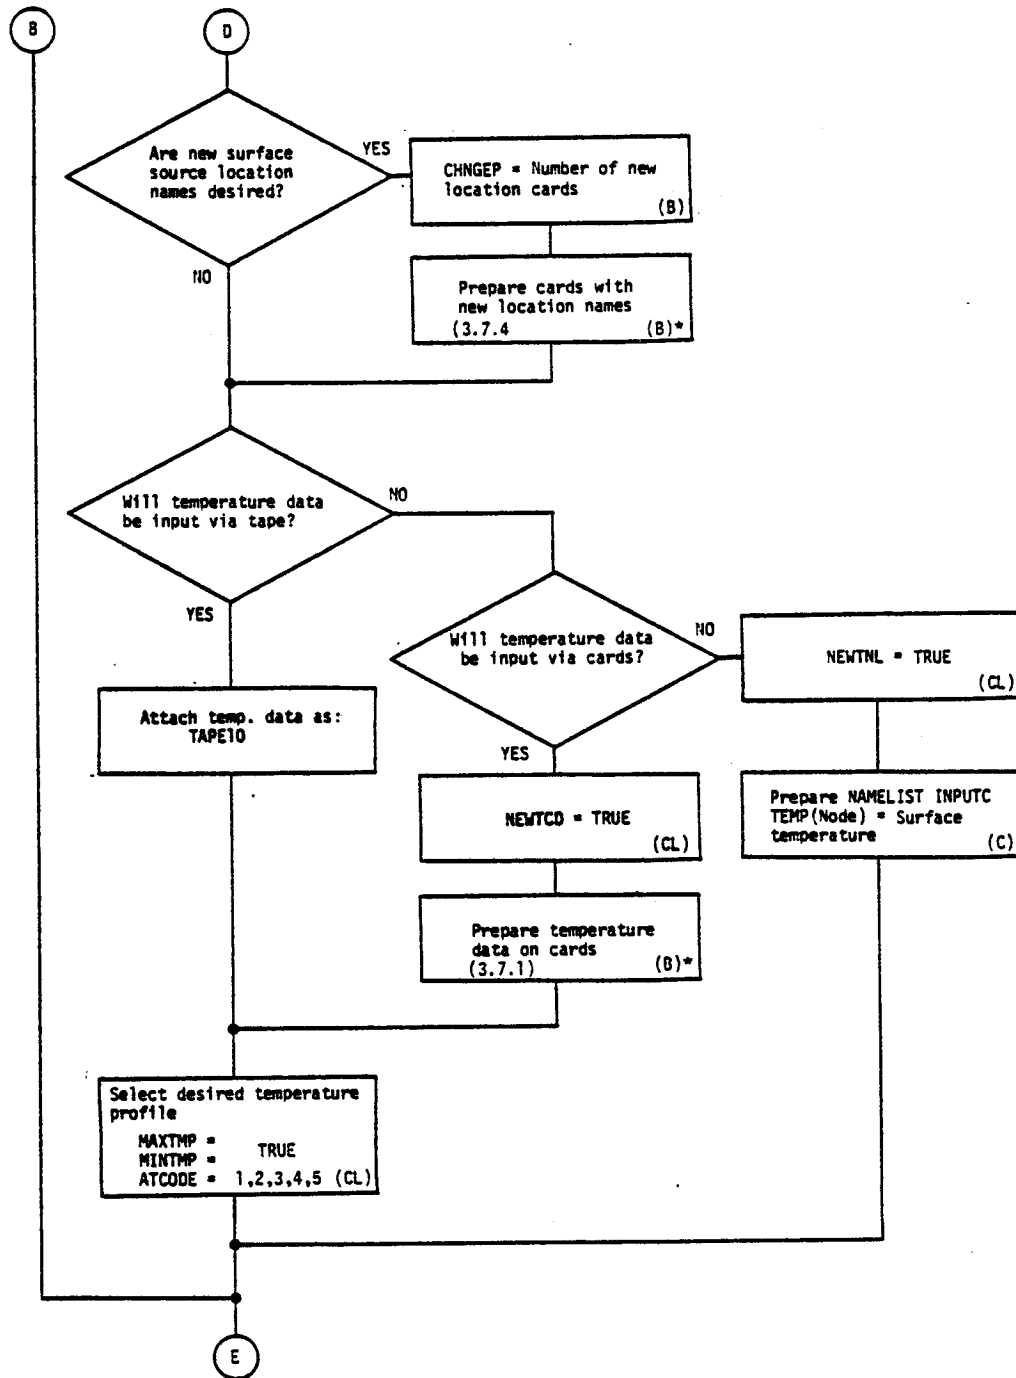 B
D
Are new surface
source location
names desired?
YES
CHNGEP = Number of new
location cards
(B)
NO
Prepare cards with
new location names
(3.7.4 (B)*
Will temperature data
be input via tape?
NO
YES
Will temperature data
be input via cards?
NO
NEWTNL = TRUE
(CL)
Attach temp. data as:
TAPE10
YES
NEWTCD = TRUE
(CL)
Prepare NAMELIST INPUTC
TEMP(Node) = Surface
temperature
(C)
Prepare temperature
data on cards
(3.7.1) (B)*
Select desired temperature
profile
MAXTMP =
TRUE
MINTMP =
ATCODE = 1,2,3,4,5 (CL)
E